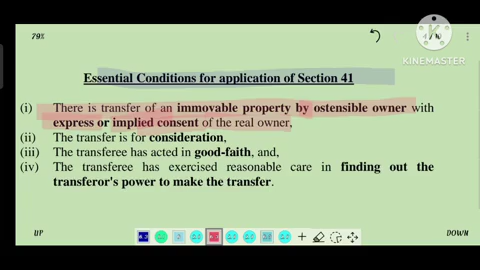 79%
KINEMASTER
Essential Conditions for application of Section 41
(i) There is transfer of an immovable property by ostensible owner with
express or implied consent of the real owner,
(ii) The transfer is for consideration,
(iii) The transferee has acted in good-faith, and,
(iv) The transferee has exercised reasonable care in finding out the
transferor's power to make the transfer.
UP
DOWN